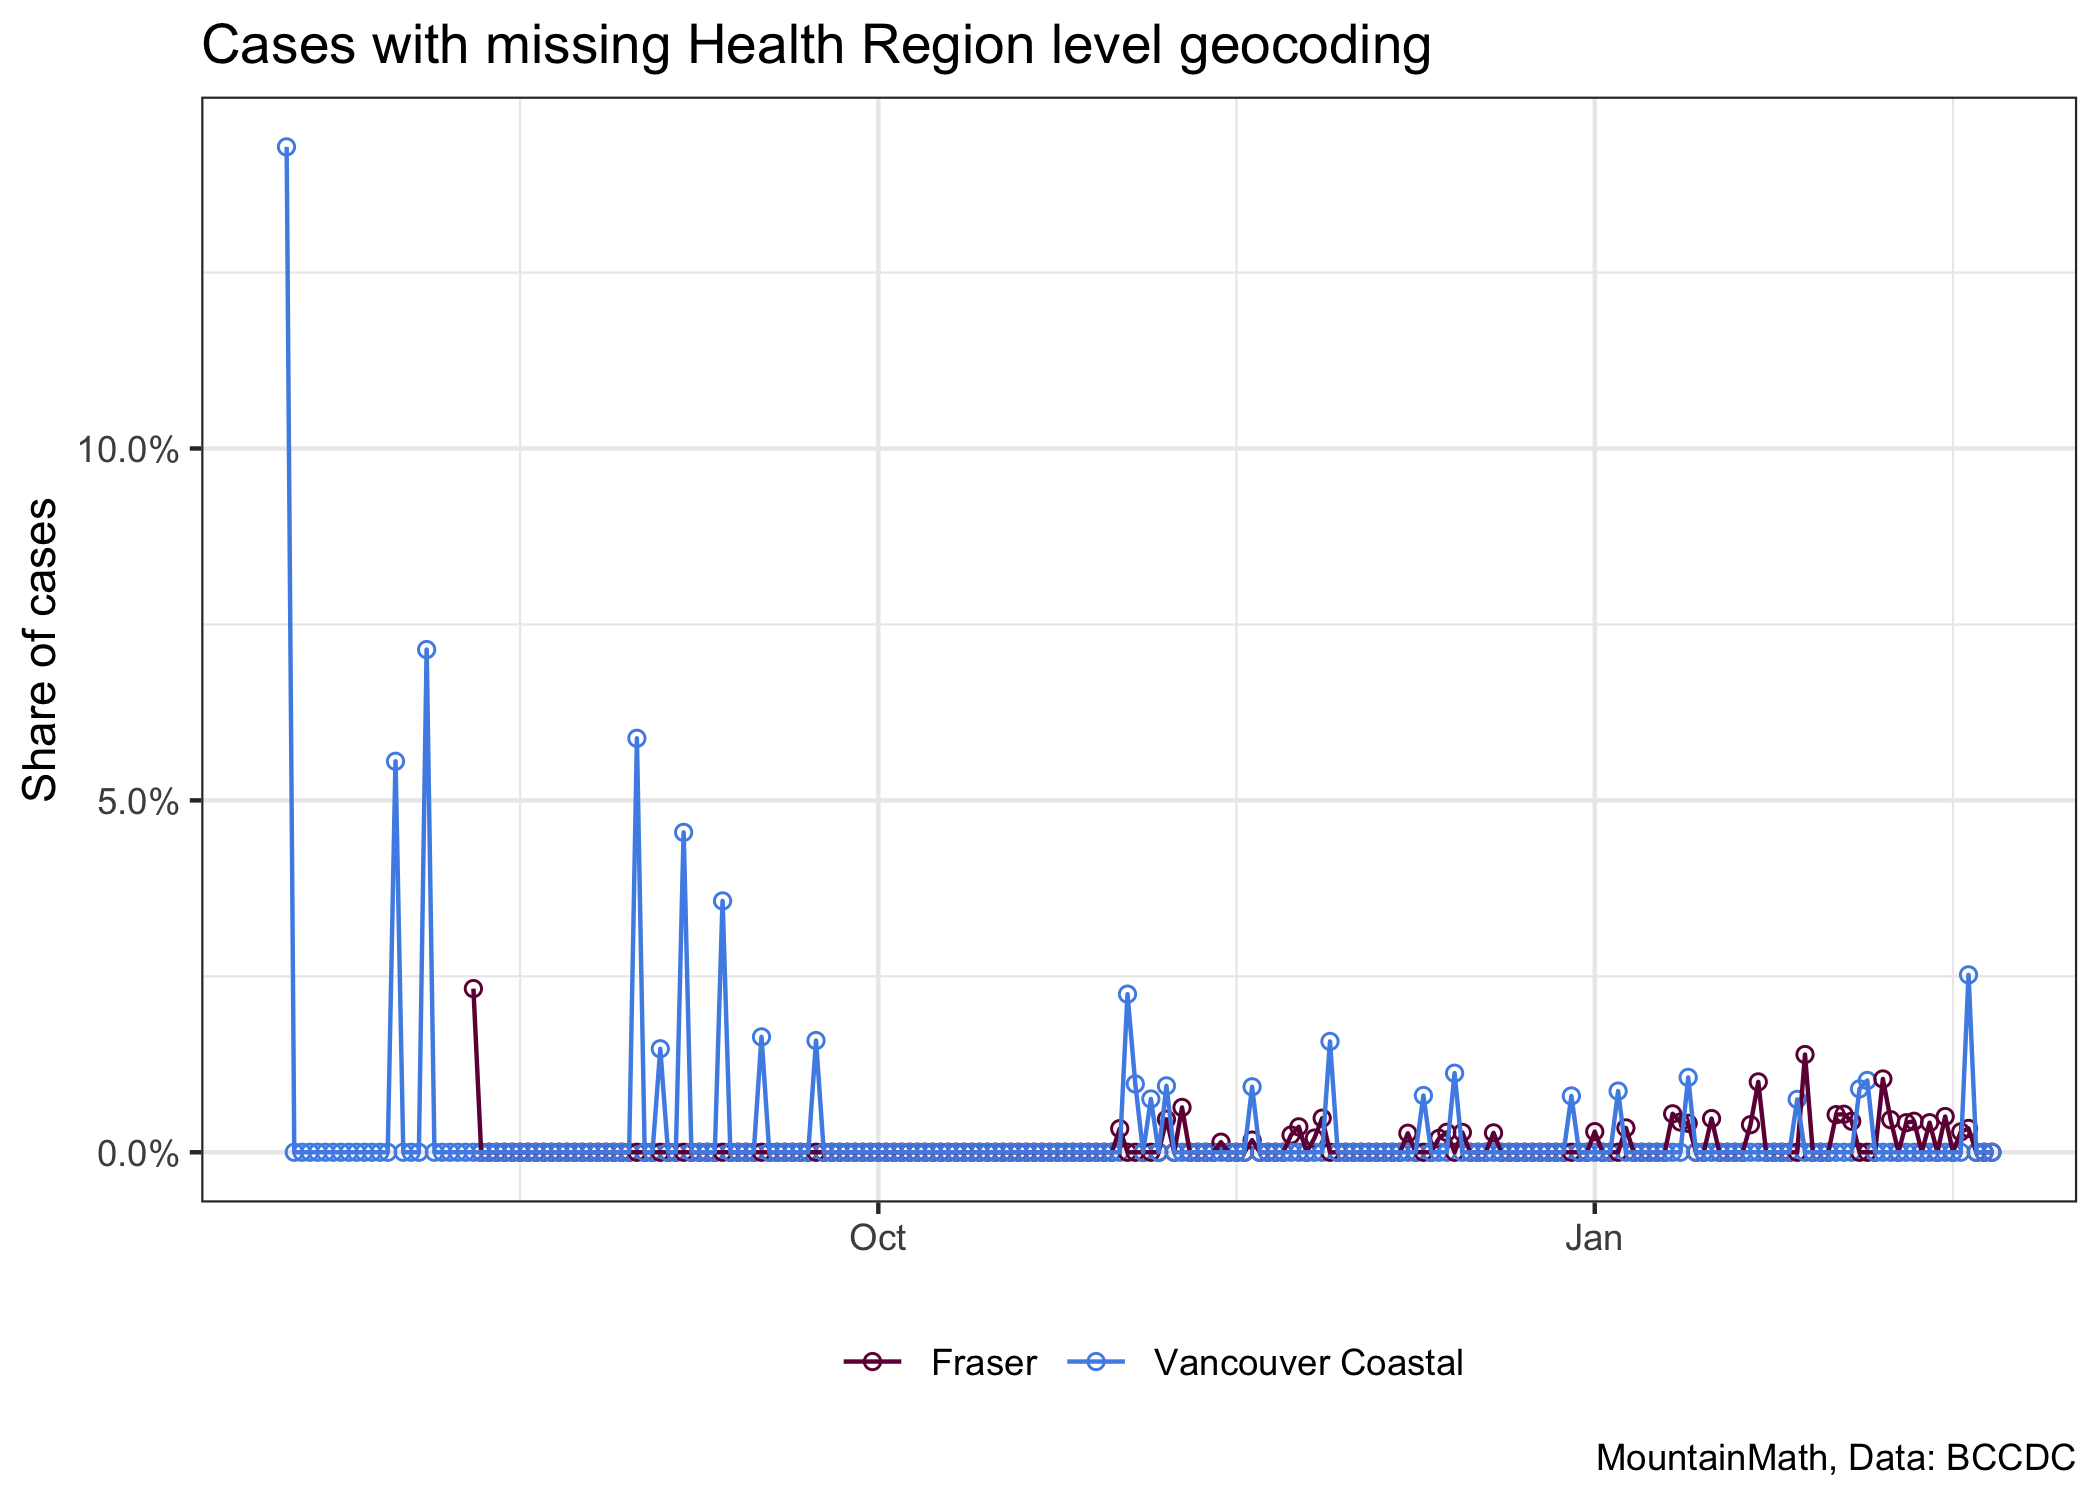 Cases with missing Health Region level geocoding
Share of cases
10.0%
5.0%
0.0%
Oct
Jan
Fraser
Vancouver Coastal
MountainMath, Data: BCCDC